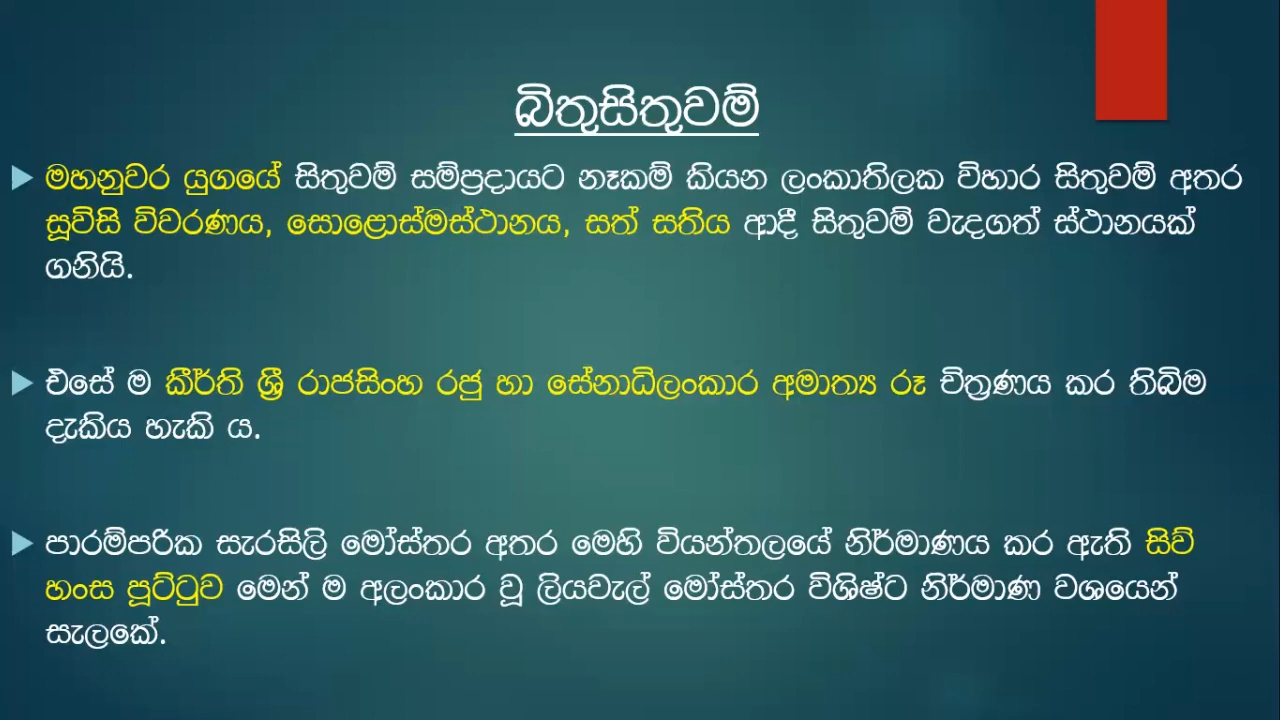 බිතුසිතුවම්
මහනුවර යුගයේ සිතුවම් සම්ප්‍රදායට නෑකම් කියන ලංකාතිලක විහාර සිතුවම් අතර
සූවිසි විවරණය, සොළොස්මස්ථානය, සත් සතිය ආදී සිතුවම් වැදගත් ස්ථානයක්
ගනියි.
එසේ ම කීර්ති ශ්‍රී රාජසිංහ රජු හා සේනාධිලංකාර අමාත්‍ය රූ චිත්‍රණය කර තිබිම
දැකිය හැකි ය.
පාරම්පරික සැරසිලි මෝස්තර අතර මෙහි වියන්තලයේ නිර්මාණය කර ඇති සිව්
හංස පූට්ටුව මෙන් ම අලංකාර වූ ලියවැල් මෝස්තර විශිෂ්ට නිර්මාණ වශයෙන්
සැලකේ.